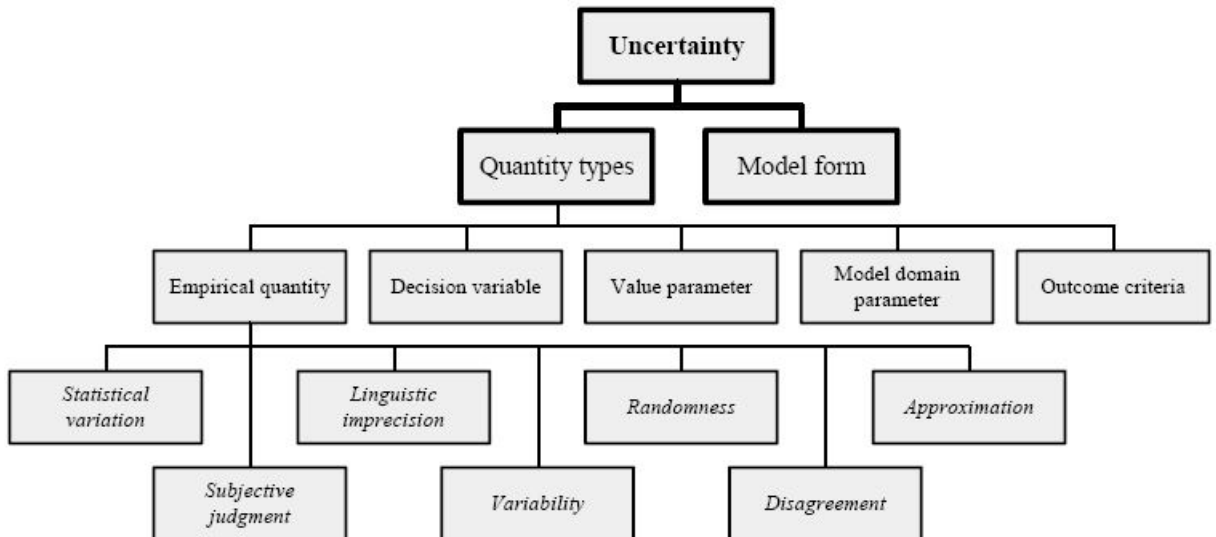 Uncertainty
Quantity types
Model form
Empirical quantity
Decision variable
Value parameter
Model domain
parameter
Outcome criteria
Statistical
variation
Linguistic
imprecision
Randomness
Approximation
Subjective
judgment
Variability
Disagreement